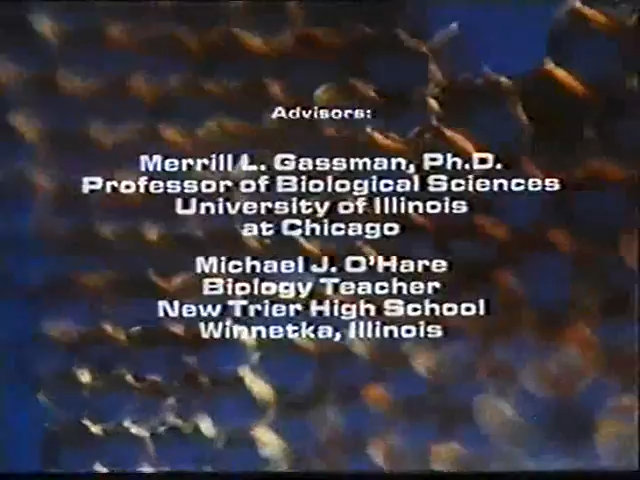 Advisors:
Merrill L. Gassman, Ph.D.
Professor of Biological Sciences
University of Illinois
at Chicago
Michael J. O'Hare
Biology Teacher
New Trier High School
Winnetka, Illinois